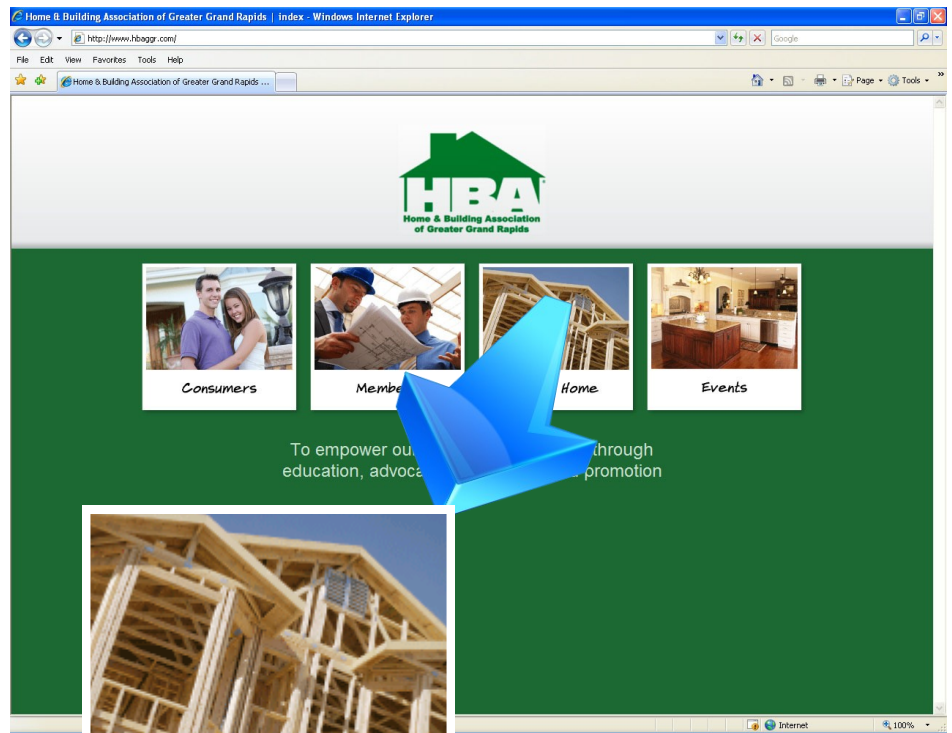 Home & Building Association of Greater Grand Rapids | index - Windows Internet Explorer
http://www.hbaggr.com/
Google
File Edit View Favorites Tools Help
Home & Building Association of Greater Grand Rapids ...
Page Tools »
HBA
Home & Building Association
of Greater Grand Rapids
Consumers
Membe
Home
Events
To empower ou through
education, advoca promotion
Internet
100%